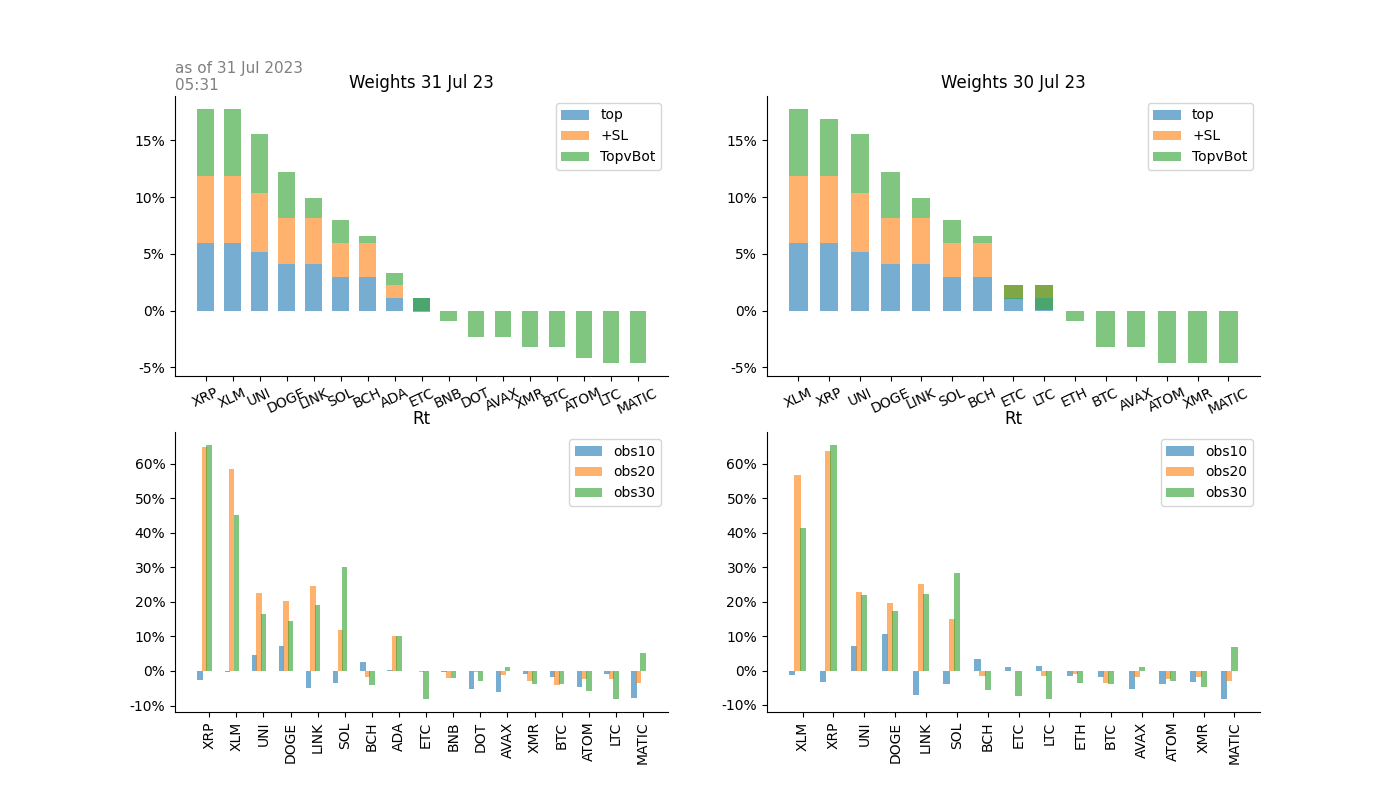 as of 31 Jul 2023
05:31
Weights 31 Jul 23
15%
10%
5%
0%
-5%
top
+SL
TopvBot
XRP XLM UNI DOGE LINK SOL BCH ADA ETC BNB DOT AVAX XMR BTC ATOM LTC MATIC
Weights 30 Jul 23
15%
10%
5%
0%
-5%
top
+SL
TopvBot
XLM XRP UNI DOGE LINK SOL BCH ETC LTC ETH BTC AVAX ATOM XMR MATIC
Rt
60%
50%
40%
30%
20%
10%
0%
-10%
obs10
obs20
obs30
XRP XLM UNI DOGE LINK SOL BCH ADA ETC BNB DOT AVAX XMR BTC ATOM LTC MATIC
Rt
60%
50%
40%
30%
20%
10%
0%
-10%
obs10
obs20
obs30
XLM XRP UNI DOGE LINK SOL BCH ETC LTC ETH BTC AVAX ATOM XMR MATIC